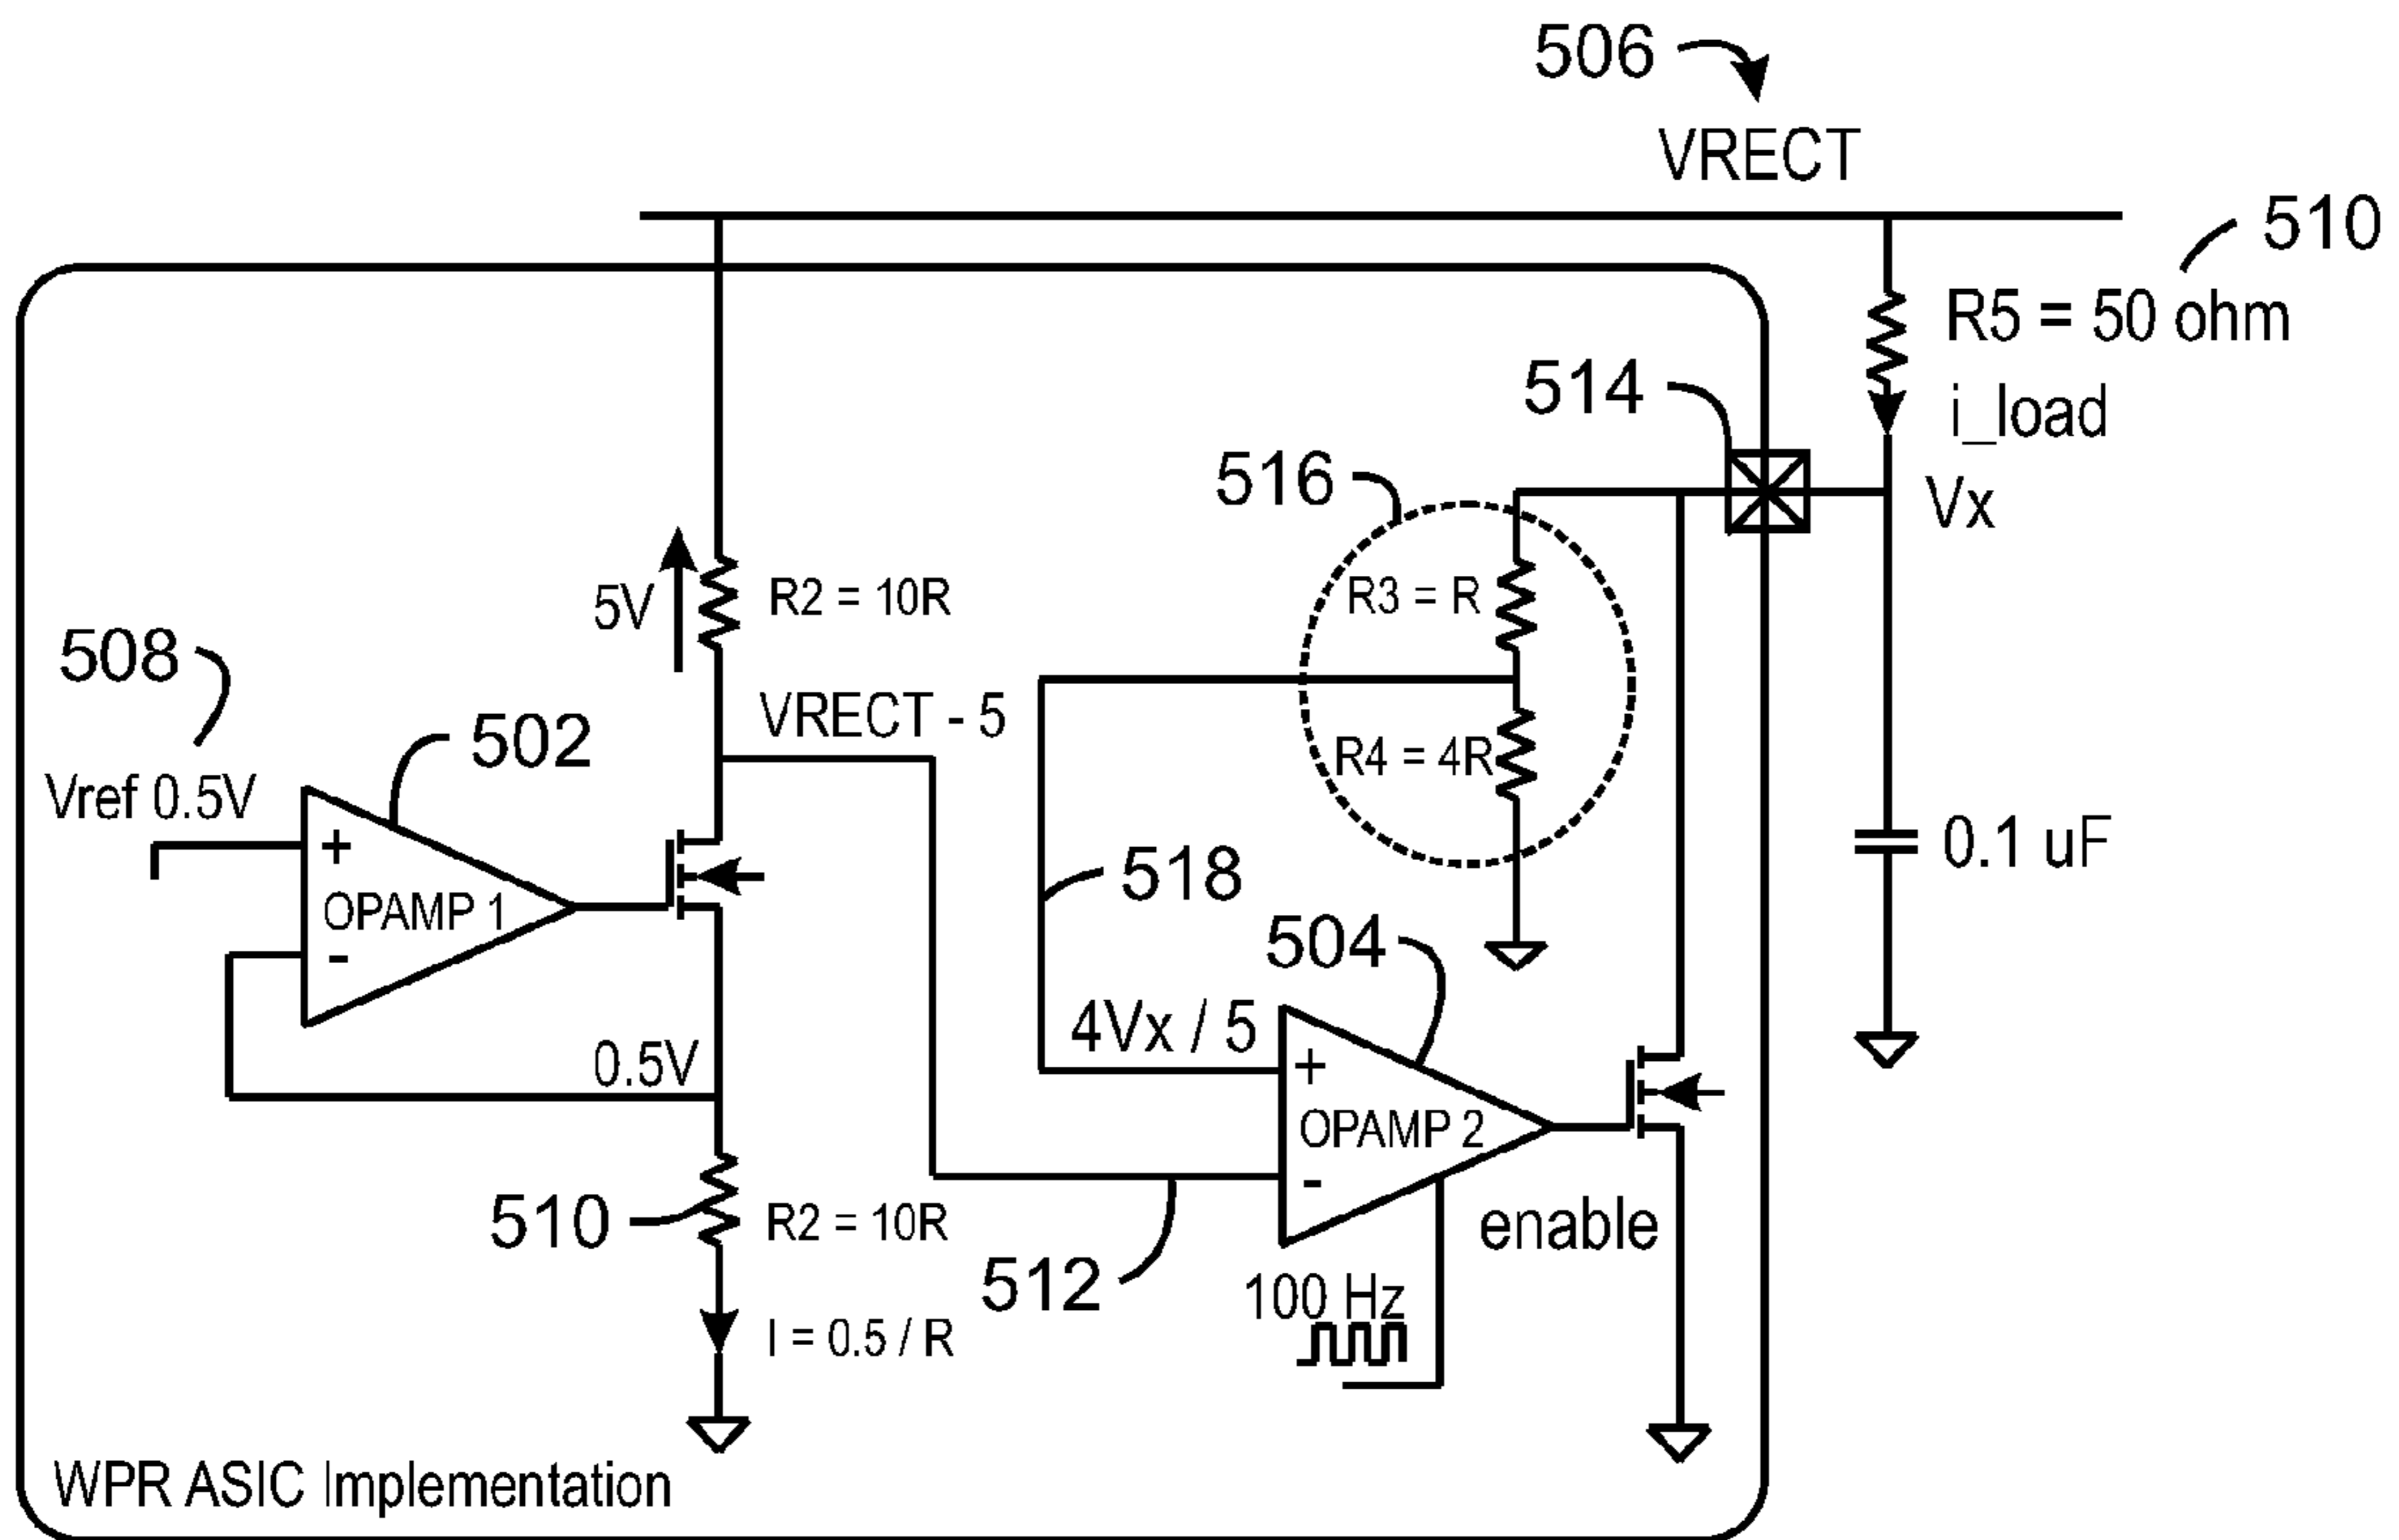 506
VRECT
510
R5 = 50 ohm
i_load
514
516
Vx
5V
R2 = 10R
R3 = R
508
502
VRECT - 5
R4 = 4R
Vref 0.5V
+
OPAMP 1
-
518
0.1 uF
504
4Vx / 5
0.5V
+
OPAMP 2
-
510
R2 = 10R
512
enable
100 Hz
I = 0.5 / R
WPR ASIC Implementation